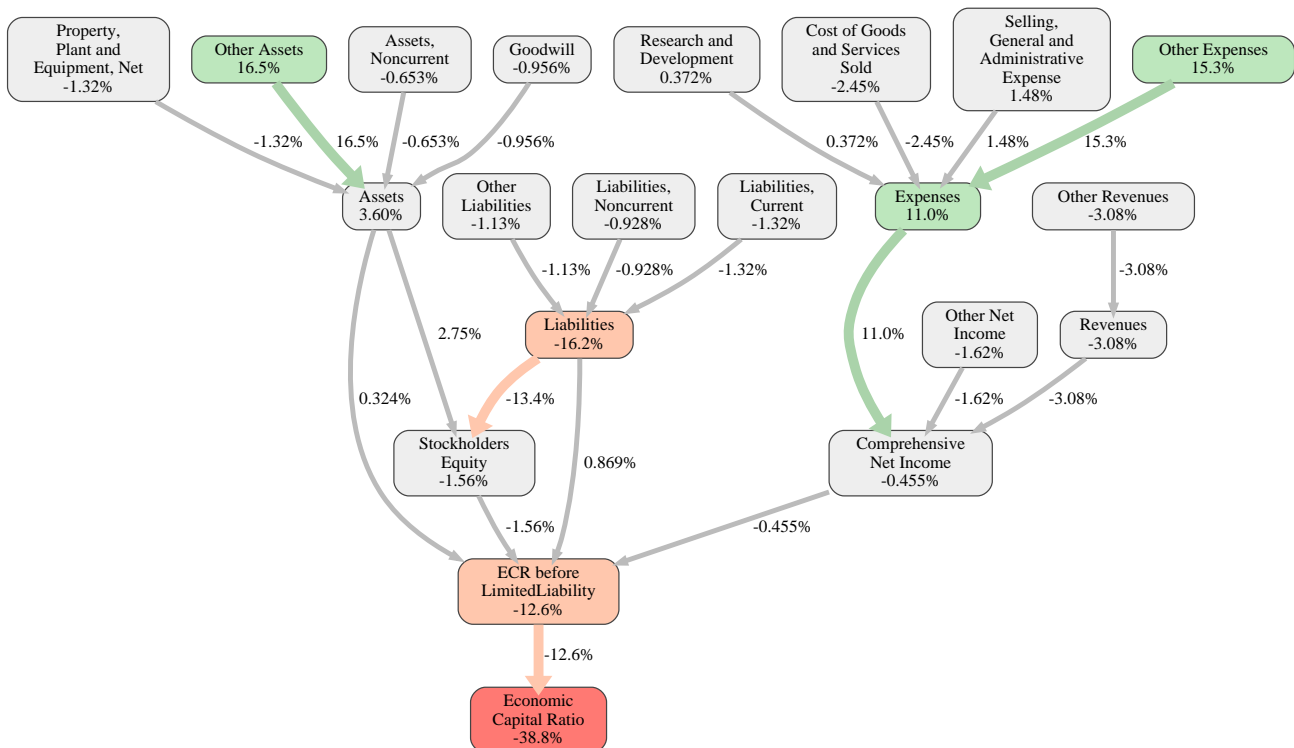 Property,
Plant and
Equipment, Net
-1.32%
Other Assets
16.5%
Assets,
Noncurrent
-0.653%
Goodwill
-0.956%
Research and
Development
0.372%
Cost of Goods
and Services
Sold
-2.45%
Selling,
General and
Administrative
Expense
1.48%
Other Expenses
15.3%
-1.32%
16.5%
-0.653%
-0.956%
0.372%
-2.45%
1.48%
15.3%
Assets
3.60%
Other
Liabilities
-1.13%
Liabilities,
Noncurrent
-0.928%
Liabilities,
Current
-1.32%
Expenses
11.0%
Other Revenues
-3.08%
-1.13%
-0.928%
-1.32%
-3.08%
2.75%
Liabilities
-16.2%
11.0%
Other Net
Income
-1.62%
Revenues
-3.08%
0.324%
-13.4%
-1.62%
-3.08%
Stockholders
Equity
-1.56%
0.869%
Comprehensive
Net Income
-0.455%
-1.56%
-0.455%
ECR before
LimitedLiability
-12.6%
-12.6%
Economic
Capital Ratio
-38.8%